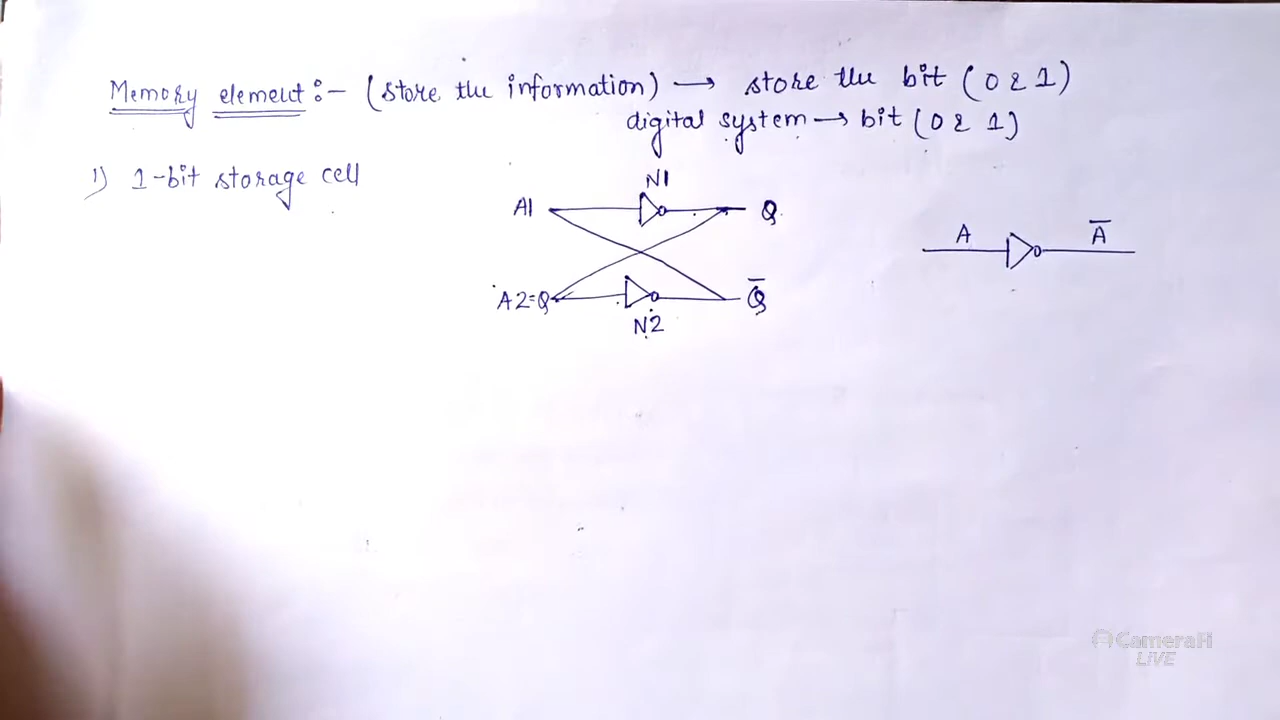 Memory element :- (store the information) → store the bit (0 & 1)
digital system → bit (0 & 1)
1) 1-bit storage cell
N1
A1 Q
A A̅
A2=Q Q̅
N2
CameraFi
LIVE